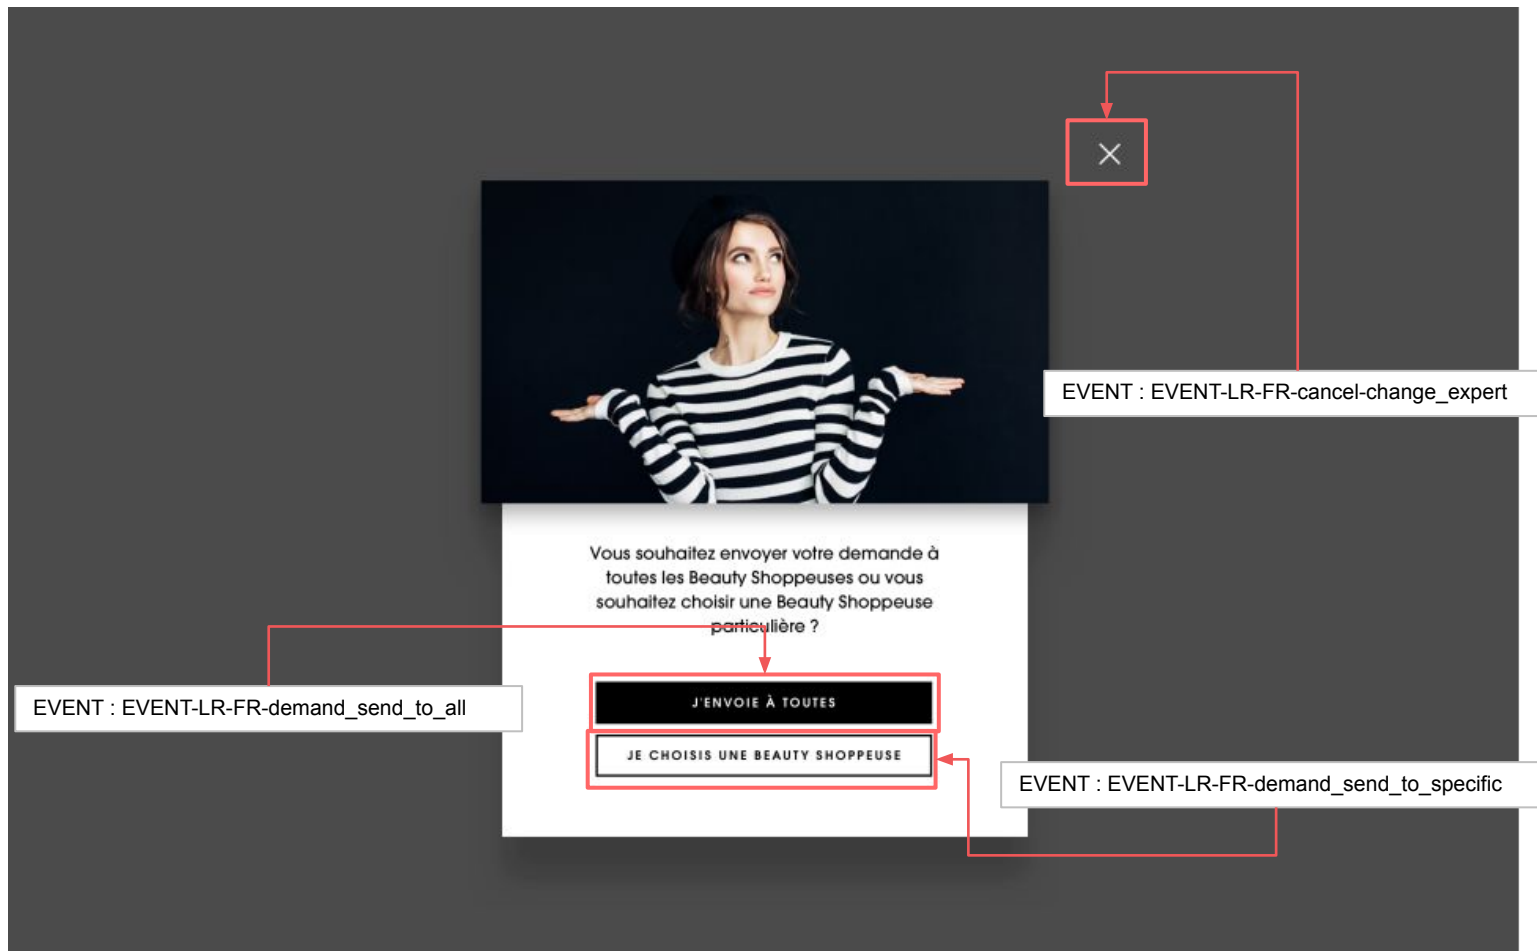 EVENT : EVENT-LR-FR-cancel-change_expert
Vous souhaitez envoyer votre demande à
toutes les Beauty Shoppeuses ou vous
souhaitez choisir une Beauty Shoppeuse
particulière ?
EVENT : EVENT-LR-FR-demand_send_to_all
J'ENVOIE À TOUTES
JE CHOISIS UNE BEAUTY SHOPPEUSE
EVENT : EVENT-LR-FR-demand_send_to_specific